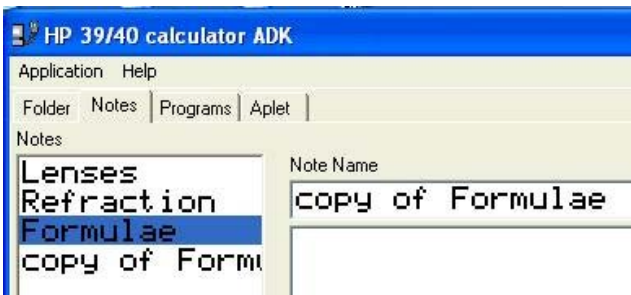 HP 39/40 calculator ADK
Application Help
Folder Notes Programs Aplet
Notes
Lenses
Refraction
Formulae
copy of Form
Note Name
copy of Formulae